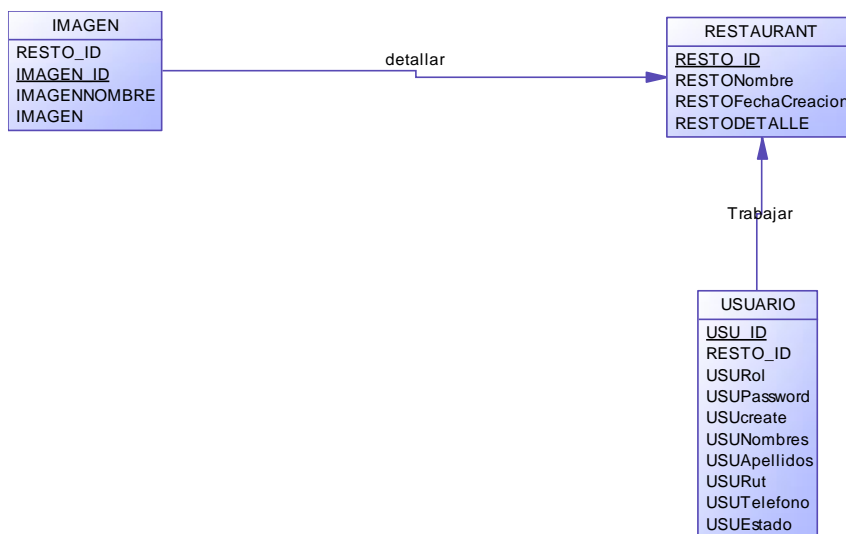 IMAGEN
RESTO_ID
IMAGEN_ID
IMAGENNOMBRE
IMAGEN
detallar
RESTAURANT
RESTO_ID
RESTONombre
RESTOFechaCreacion
RESTODETALLE
Trabajar
USUARIO
USU_ID
RESTO_ID
USURol
USUPassword
USUcreate
USUNombres
USUApellidos
USURut
USUTelefono
USUEstado